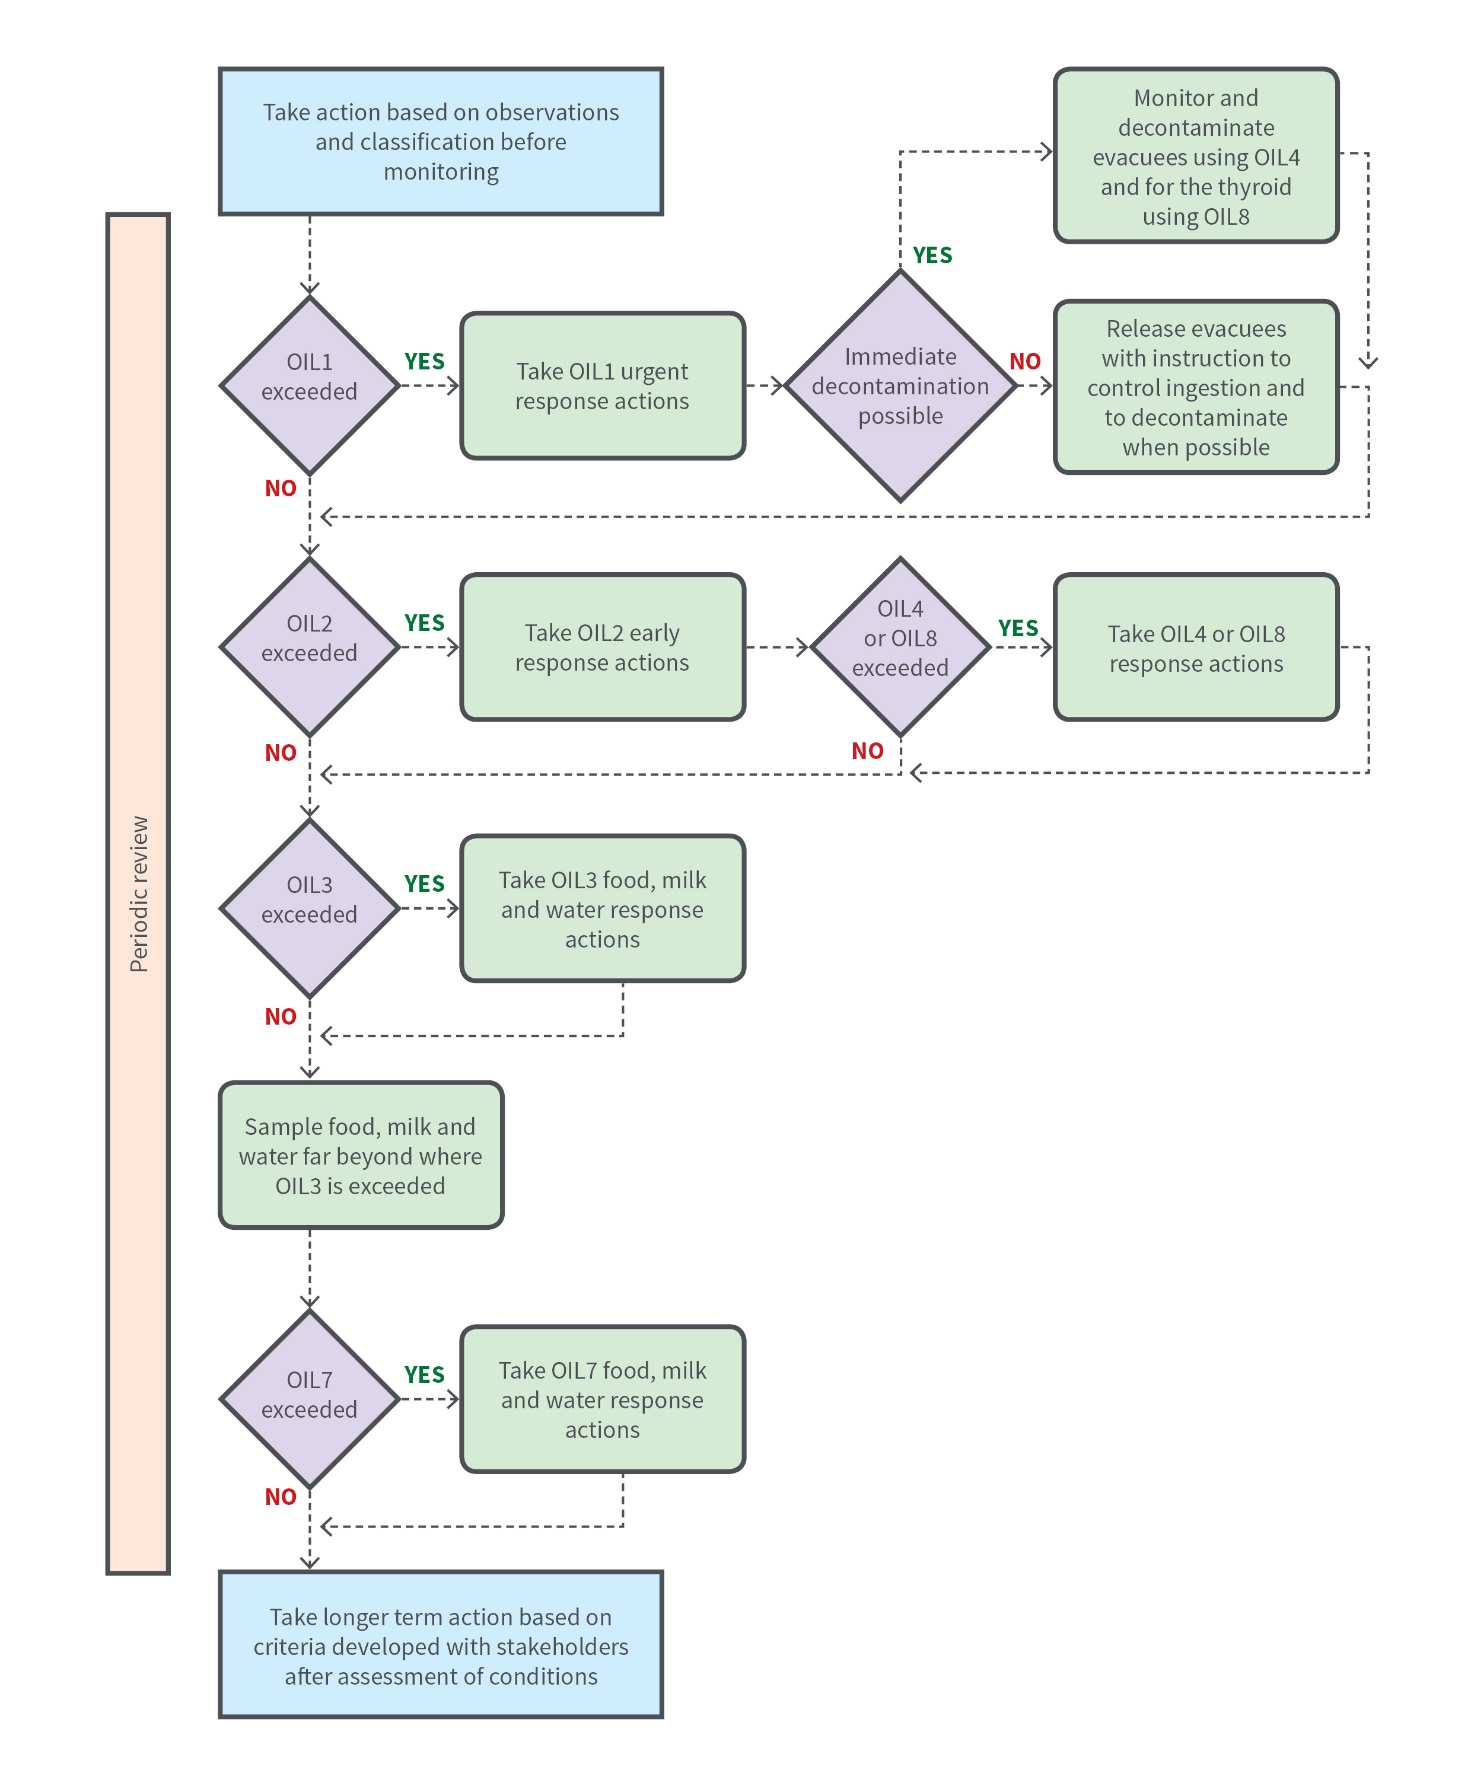 Take action based on observations
and classification before
monitoring
Monitor and
decontaminate
evacuees using OIL4
and for the thyroid
using OIL8
YES
OIL1
exceeded
YES
Take OIL1 urgent
response actions
Immediate
decontamination
possible
NO
Release evacuees
with instruction to
control ingestion and
to decontaminate
when possible
NO
OIL2
exceeded
YES
Take OIL2 early
response actions
OIL4
or OIL8
exceeded
YES
Take OIL4 or OIL8
response actions
NO
NO
Periodic review
OIL3
exceeded
YES
Take OIL3 food, milk
and water response
actions
NO
Sample food, milk and
water far beyond where
OIL3 is exceeded
OIL7
exceeded
YES
Take OIL7 food, milk
and water response
actions
NO
Take longer term action based on
criteria developed with stakeholders
after assessment of conditions